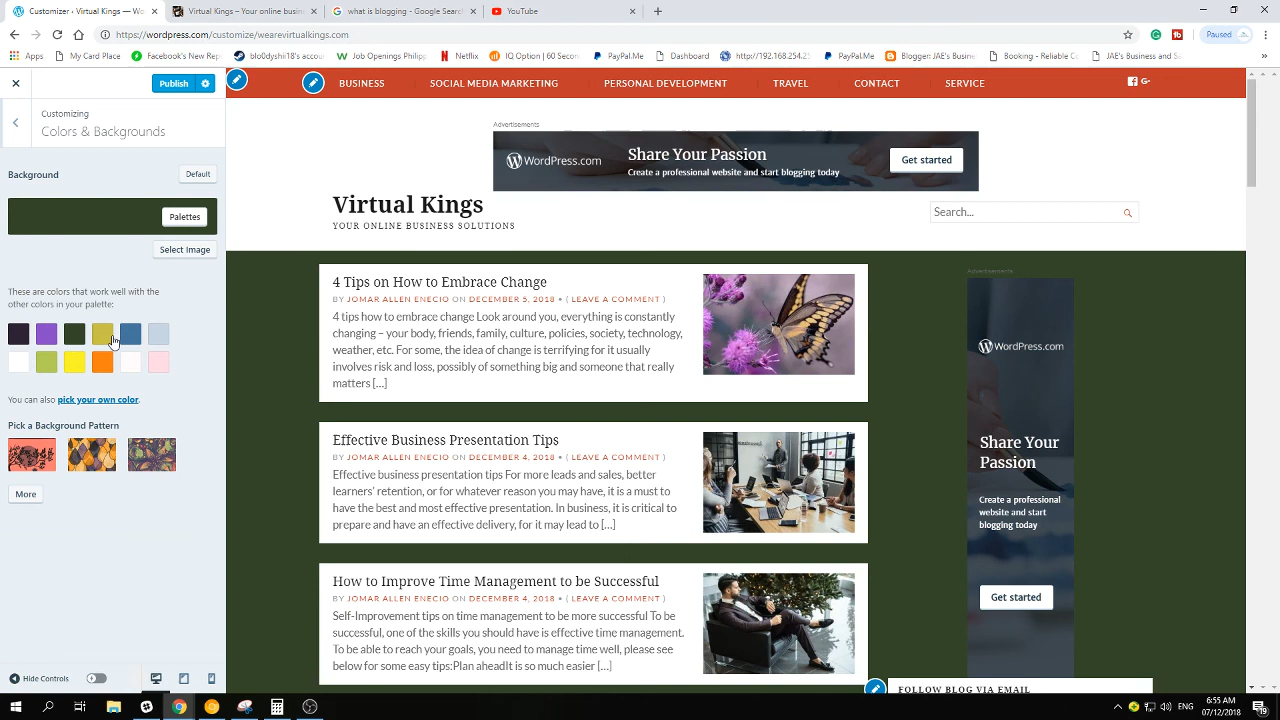 Customizing: W
YouTube
https://wordpress.com/customize/wearevirtualkings.com
Paused
Apps
My Card Place
Facebook's New Rep
bl00dyshi18's accou
Job Openings Philipp
Netflix
IQ Option | 60 Secon
PayPal.Me
Dashboard
http://192.168.254.25
PayPal.Me
Blogger: JAE's Busin
Booking - Reliable C
JAE's Business and S
Publish
Customizing
Colors & Backgrounds
Background
Default
Palettes
Select Image
These are colors that work well with the
other colors in your palette:
You can also pick your own color.
Pick a Background Pattern
More
Hide Controls
BUSINESS
SOCIAL MEDIA MARKETING
PERSONAL DEVELOPMENT
TRAVEL
CONTACT
SERVICE
Advertisements
WordPress.com
Share Your Passion
Create a professional website and start blogging today
Get started
Virtual Kings
YOUR ONLINE BUSINESS SOLUTIONS
Search...
4 Tips on How to Embrace Change
BY JOMAR ALLEN ENECIO ON DECEMBER 5, 2018 • ( LEAVE A COMMENT )
4 tips how to embrace change Look around you, everything is constantly
changing – your body, friends, family, culture, policies, society, technology,
weather, etc. For some, the idea of change is terrifying for it usually
involves risk and loss, possibly of something big and someone that really
matters [...]
Effective Business Presentation Tips
BY JOMAR ALLEN ENECIO ON DECEMBER 4, 2018 • ( LEAVE A COMMENT )
Effective business presentation tips For more leads and sales, better
learners' retention, or for whatever reason you may have, it is a must to
have the best and most effective presentation. In business, it is critical to
prepare and have an effective delivery, for it may lead to [...]
How to Improve Time Management to be Successful
BY JOMAR ALLEN ENECIO ON DECEMBER 4, 2018 • ( LEAVE A COMMENT )
Self-Improvement tips on time management to be more successful To be
successful, one of the skills you should have is effective time management.
To be able to reach your goals, you need to manage time well, please see
below for some easy tips:Plan aheadIt is so much easier [...]
Advertisements
WordPress.com
Share Your
Passion
Create a professional
website and start
blogging today
Get started
FOLLOW BLOG VIA EMAIL
ENG
6:55 AM
07/12/2018